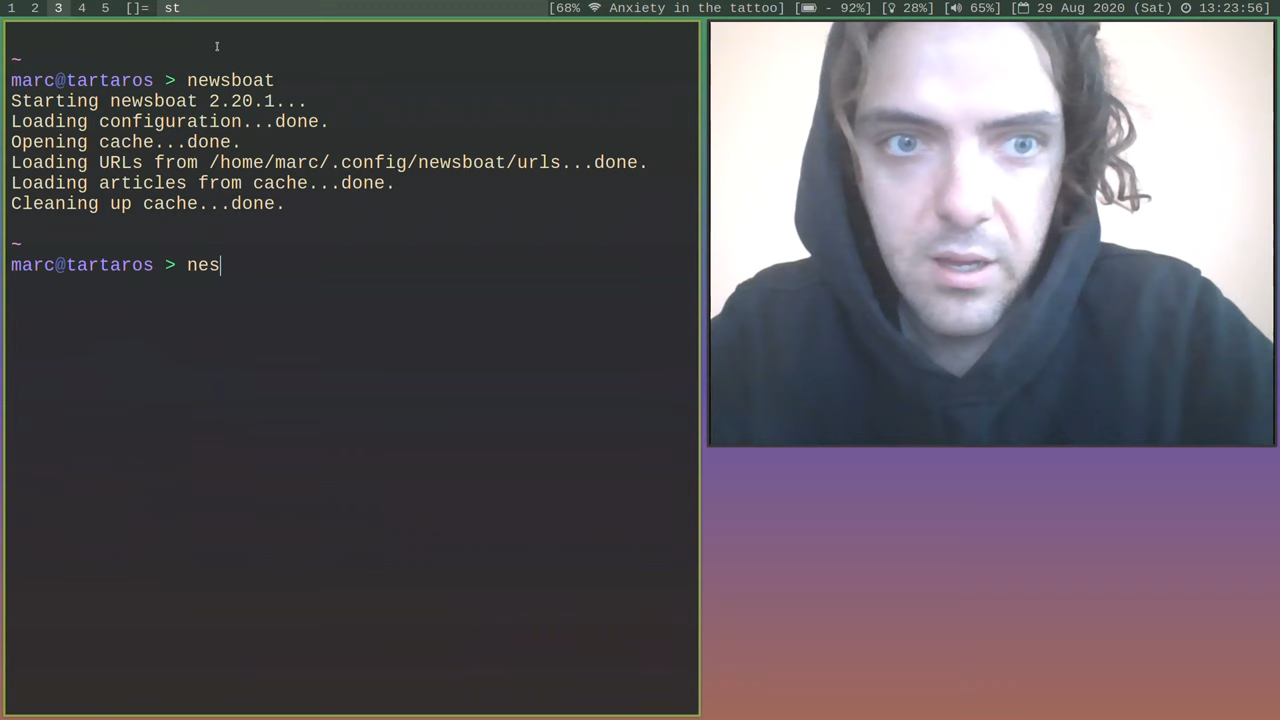 1 2 3 4 5 []= st [68% Anxiety in the tattoo] [ - 92%] [ 28%] [ 65%] [ 29 Aug 2020 (Sat) 13:23:56]
~
marc@tartaros > newsboat
Starting newsboat 2.20.1...
Loading configuration...done.
Opening cache...done.
Loading URLs from /home/marc/.config/newsboat/urls...done.
Loading articles from cache...done.
Cleaning up cache...done.
~
marc@tartaros > nes